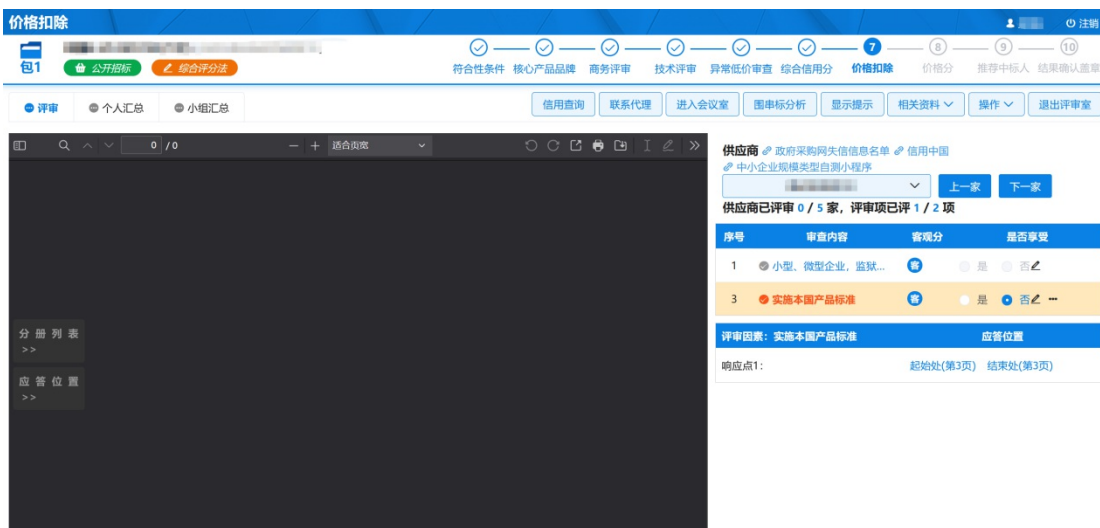 价格扣除
注销
包1
公开招标 综合评分法
7 8 9 10
符合性条件 核心产品品牌 商务评审 技术评审 异常低价审查 综合信用分 价格扣除 价格分 推荐中标人 结果确认盖章
评审 个人汇总 小组汇总
信用查询 联系代理 进入会议室 围串标分析 显示提示 相关资料 操作 退出评审室
0 / 0 适合页宽
分册列表
>>
应答位置
>>
供应商 政府采购网失信信息名单 信用中国
中小企业规模类型自测小程序
上一家 下一家
供应商已评审 0 / 5 家，评审项已评 1 / 2 项
序号 审查内容 客观分 是否享受
1 小型、微型企业，监狱... 客 是 否
3 实施本国产品标准 客 是 否
评审因素：实施本国产品标准 应答位置
响应点1： 起始处(第3页) 结束处(第3页)